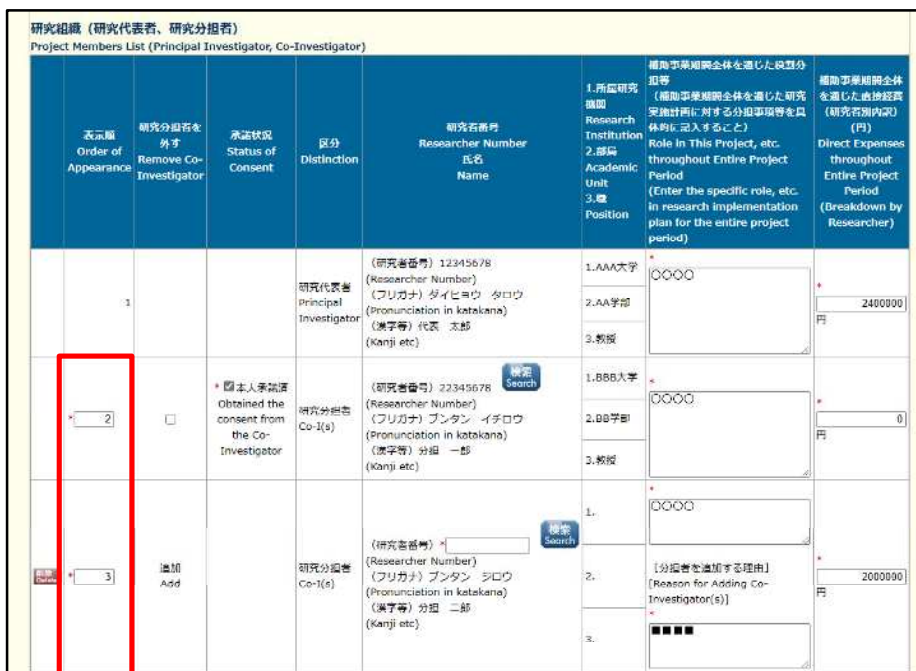 研究組織（研究代表者、研究分担者）
Project Members List (Principal Investigator, Co-Investigator)
表示順
Order of
Appearance
研究分担者を
外す
Remove Co-
Investigator
承諾状況
Status of
Consent
区分
Distinction
研究者番号
Researcher Number
氏名
Name
1.所属研究
機関
Research
Institution
2.部局
Academic
Unit
3.職
Position
補助事業期間全体を通じた役割分
担等
（補助事業期間全体を通じた研究
実施計画に対する分担事項等を具
体的に記入すること）
Role in This Project, etc.
throughout Entire Project
Period
(Enter the specific role, etc.
in research implementation
plan for the entire project
period)
補助事業期間全体
を通じた直接経費
（研究者別内訳）
(円)
Direct Expenses
throughout
Entire Project
Period
(Breakdown by
Researcher)
1
研究代表者
Principal
Investigator
（研究者番号）12345678
(Researcher Number)
（フリガナ）ダイヒョウ　タロウ
(Pronunciation in katakana)
（漢字等）代表　太郎
(Kanji etc)
1.AAA大学
2.AA学部
3.教授
*
○○○○
*
2400000
円
* 2
* 本人承諾済
Obtained the
consent from
the Co-
Investigator
研究分担者
Co-I(s)
（研究者番号）22345678
検索
Search
(Researcher Number)
（フリガナ）ブンタン　イチロウ
(Pronunciation in katakana)
（漢字等）分担　一郎
(Kanji etc)
1.BBB大学
2.BB学部
3.教授
*
○○○○
*
0
円
削除
Delete
* 3
追加
Add
研究分担者
Co-I(s)
（研究者番号）*
検索
Search
(Researcher Number)
（フリガナ）ブンタン　ジロウ
(Pronunciation in katakana)
（漢字等）分担　二郎
(Kanji etc)
1.
2.
3.
*
○○○○
［分担者を追加する理由］
[Reason for Adding Co-
Investigator(s)]
*
■■■■
*
2000000
円